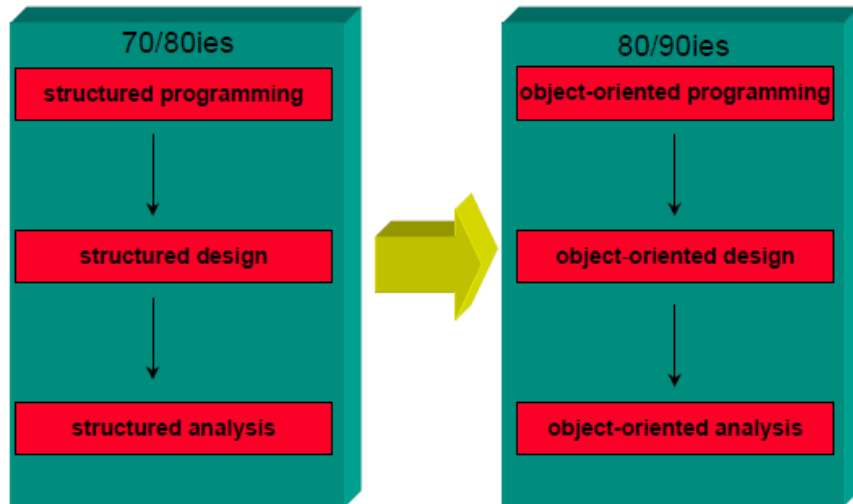 70/80ies
structured programming
structured design
structured analysis
80/90ies
object-oriented programming
object-oriented design
object-oriented analysis